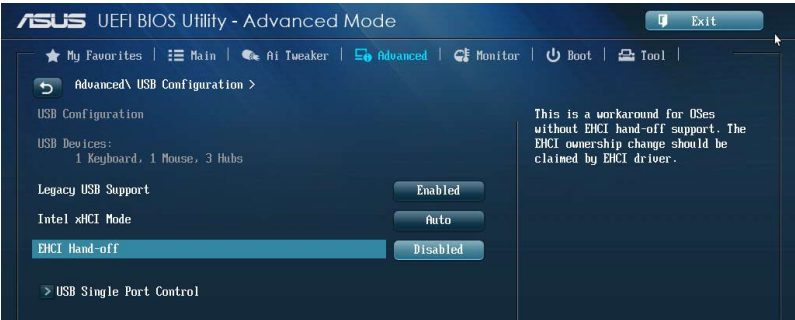 ASUS UEFI BIOS Utility - Advanced Mode
Exit
My Favorites | Main | Ai Tweaker | Advanced | Monitor | Boot | Tool |
Advanced\ USB Configuration >
USB Configuration
USB Devices:
1 Keyboard, 1 Mouse, 3 Hubs
Legacy USB Support Enabled
Intel xHCI Mode Auto
EHCI Hand-off Disabled
USB Single Port Control
This is a workaround for OSes
without EHCI hand-off support. The
EHCI ownership change should be
claimed by EHCI driver.